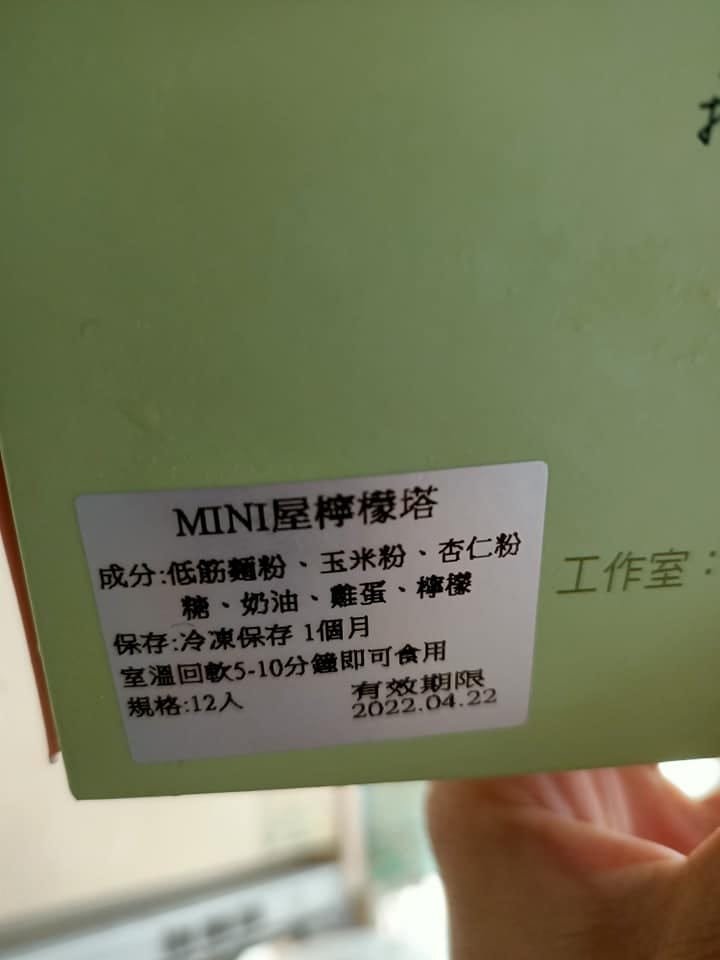 MINI屋檸檬塔
成分:低筋麵粉、玉米粉、杏仁粉
糖、奶油、雞蛋、檸檬
保存:冷凍保存 1個月
室溫回軟5-10分鐘即可食用
規格:12入
有效期限
2022.04.22
工作室：